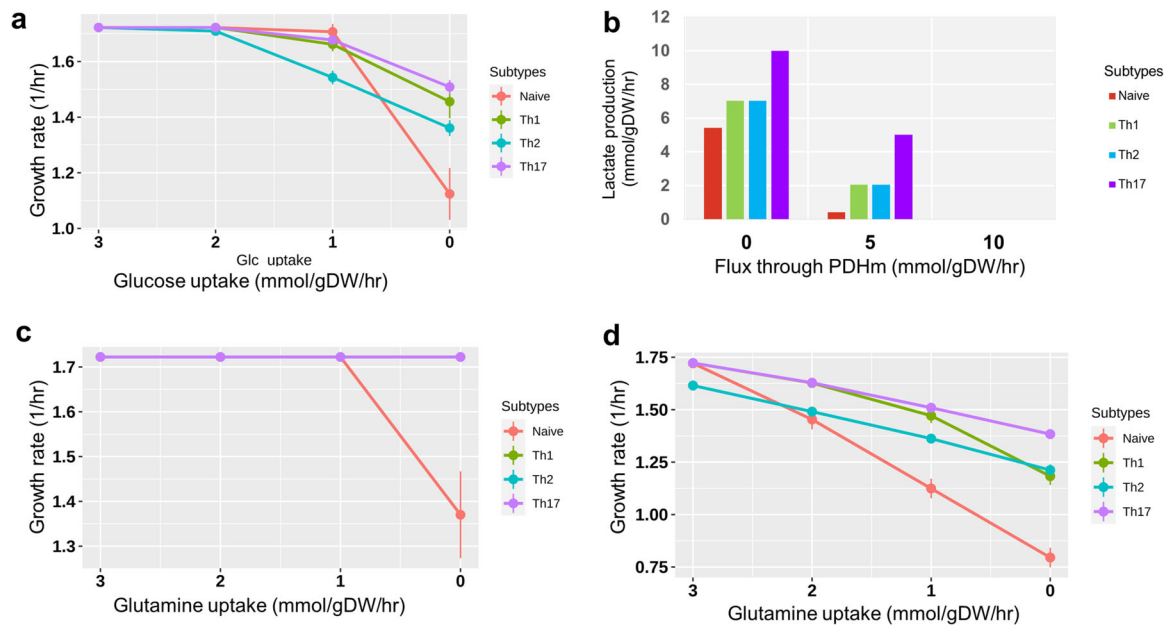 a
Growth rate (1/hr)
1.6
1.4
1.2
1.0
3 2 1 0
Glc_uptake
Glucose uptake (mmol/gDW/hr)
Subtypes
Naive
Th1
Th2
Th17
b
Lactate production
(mmol/gDW/hr)
12
10
8
6
4
2
0
0 5 10
Flux through PDHm (mmol/gDW/hr)
Subtypes
Naive
Th1
Th2
Th17
c
Growth rate (1/hr)
1.7
1.6
1.5
1.4
1.3
3 2 1 0
Glutamine uptake (mmol/gDW/hr)
Subtypes
Naive
Th1
Th2
Th17
d
Growth rate (1/hr)
1.75
1.50
1.25
1.00
0.75
3 2 1 0
Glutamine uptake (mmol/gDW/hr)
Subtypes
Naive
Th1
Th2
Th17